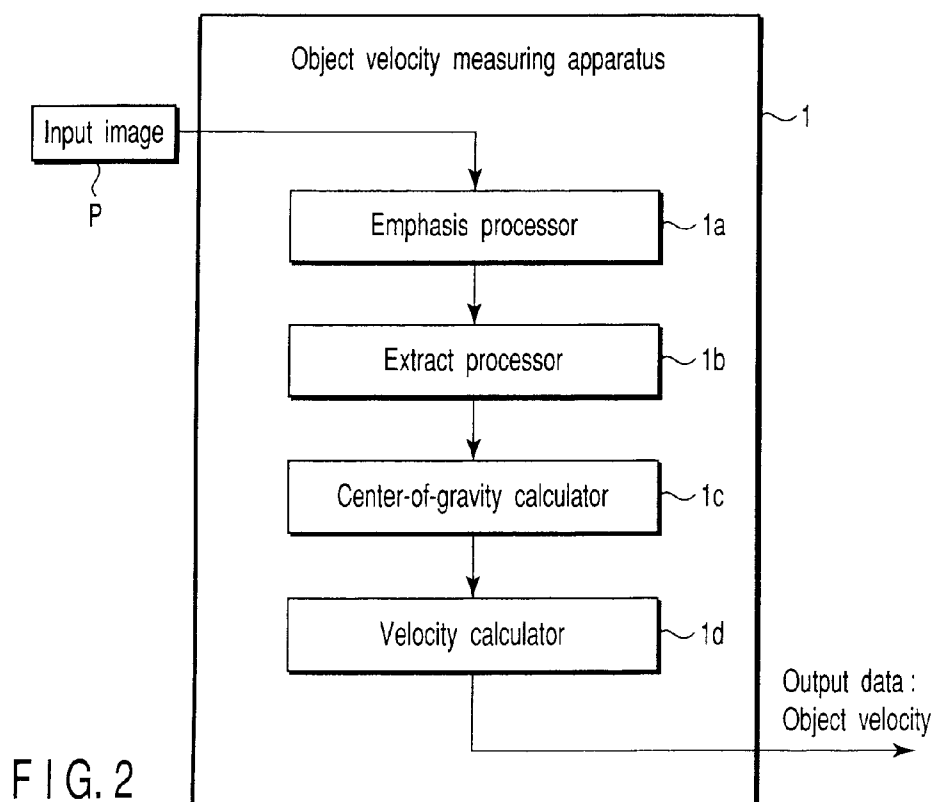 Object velocity measuring apparatus
1
Input image
P
Emphasis processor
1a
Extract processor
1b
Center-of-gravity calculator
1c
Velocity calculator
1d
Output data :
Object velocity
FIG. 2